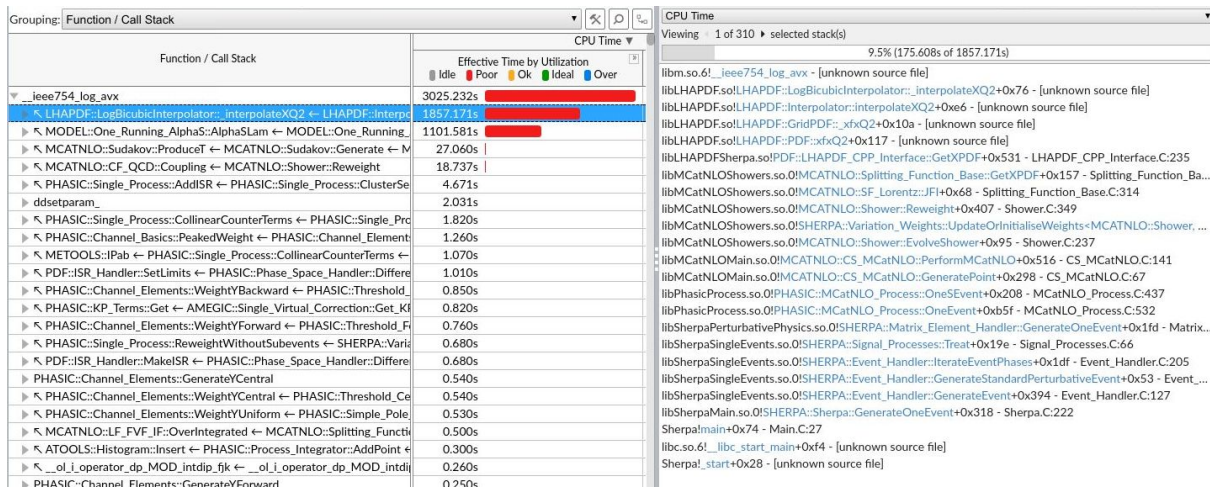 Grouping: Function / Call Stack
CPU Time
Function / Call Stack
Effective Time by Utilization
Idle Poor Ok Ideal Over
__ieee754_log_avx 3025.232s
LHAPDF::LogBicubicInterpolator::_interpolateXQ2 ← LHAPDF::Interpo 1857.171s
MODEL::One_Running_AlphaS::AlphaSLam ← MODEL::One_Running_ 1101.581s
MCATNLO::Sudakov::ProduceT ← MCATNLO::Sudakov::Generate ← M 27.060s
MCATNLO::CF_QCD::Coupling ← MCATNLO::Shower::Reweight 18.737s
PHASIC::Single_Process::AddISR ← PHASIC::Single_Process::ClusterSe 4.671s
ddsetparam_ 2.031s
PHASIC::Single_Process::CollinearCounterTerms ← PHASIC::Single_Pro 1.820s
PHASIC::Channel_Basics::PeakedWeight ← PHASIC::Channel_Element 1.260s
METOOLS::IPab ← PHASIC::Single_Process::CollinearCounterTerms ← 1.070s
PDF::ISR_Handler::SetLimits ← PHASIC::Phase_Space_Handler::Differe 1.010s
PHASIC::Channel_Elements::WeightYBackward ← PHASIC::Threshold_ 0.850s
PHASIC::KP_Terms::Get ← AMEGIC::Single_Virtual_Correction::Get_KI 0.820s
PHASIC::Channel_Elements::WeightYForward ← PHASIC::Threshold_F 0.760s
PHASIC::Single_Process::ReweightWithoutSubevents ← SHERPA::Varia 0.680s
PDF::ISR_Handler::MakeISR ← PHASIC::Phase_Space_Handler::Differe 0.680s
PHASIC::Channel_Elements::GenerateYCentral 0.540s
PHASIC::Channel_Elements::WeightYCentral ← PHASIC::Threshold_Ce 0.540s
PHASIC::Channel_Elements::WeightYUniform ← PHASIC::Simple_Pole_ 0.530s
MCATNLO::LF_FVF_IF::OverIntegrated ← MCATNLO::Splitting_Functi 0.500s
ATOOLS::Histogram::Insert ← PHASIC::Process_Integrator::AddPoint ← 0.300s
__ol_i_operator_dp_MOD_intdip_fjk ← __ol_i_operator_dp_MOD_intdi 0.260s
PHASIC::Channel_Elements::GenerateYForward 0.250s
CPU Time
Viewing 1 of 310 selected stack(s)
9.5% (175.608s of 1857.171s)
libm.so.6!__ieee754_log_avx - [unknown source file]
libLHAPDF.so!LHAPDF::LogBicubicInterpolator::_interpolateXQ2+0x76 - [unknown source file]
libLHAPDF.so!LHAPDF::Interpolator::interpolateXQ2+0xe6 - [unknown source file]
libLHAPDF.so!LHAPDF::GridPDF::_xfxQ2+0x10a - [unknown source file]
libLHAPDF.so!LHAPDF::PDF::xfxQ2+0x117 - [unknown source file]
libLHAPDFSherpa.so!PDF::LHAPDF_CPP_Interface::GetXPDF+0x531 - LHAPDF_CPP_Interface.C:235
libMCatNLOShowers.so.0!MCATNLO::Splitting_Function_Base::GetXPDF+0x157 - Splitting_Function_Ba...
libMCatNLOShowers.so.0!MCATNLO::SF_Lorentz::JFI+0x68 - Splitting_Function_Base.C:314
libMCatNLOShowers.so.0!MCATNLO::Shower::Reweight+0x407 - Shower.C:349
libMCatNLOShowers.so.0!SHERPA::Variation_Weights::UpdateOrInitialiseWeights<MCATNLO::Shower, ...
libMCatNLOShowers.so.0!MCATNLO::Shower::EvolveShower+0x95 - Shower.C:237
libMCatNLOMain.so.0!MCATNLO::CS_MCatNLO::PerformMCatNLO+0x516 - CS_MCatNLO.C:141
libMCatNLOMain.so.0!MCATNLO::CS_MCatNLO::GeneratePoint+0x298 - CS_MCatNLO.C:67
libPhasicProcess.so.0!PHASIC::MCatNLO_Process::OneSEvent+0x208 - MCatNLO_Process.C:437
libPhasicProcess.so.0!PHASIC::MCatNLO_Process::OneEvent+0xb5f - MCatNLO_Process.C:532
libSherpaPerturbativePhysics.so.0!SHERPA::Matrix_Element_Handler::GenerateOneEvent+0x1fd - Matrix...
libSherpaSingleEvents.so.0!SHERPA::Signal_Processes::Treat+0x19e - Signal_Processes.C:66
libSherpaSingleEvents.so.0!SHERPA::Event_Handler::IterateEventPhases+0x1df - Event_Handler.C:205
libSherpaSingleEvents.so.0!SHERPA::Event_Handler::GenerateStandardPerturbativeEvent+0x53 - Event_...
libSherpaSingleEvents.so.0!SHERPA::Event_Handler::GenerateEvent+0x394 - Event_Handler.C:127
libSherpaMain.so.0!SHERPA::Sherpa::GenerateOneEvent+0x318 - Sherpa.C:222
Sherpa!main+0x74 - Main.C:27
libc.so.6!__libc_start_main+0xf4 - [unknown source file]
Sherpa!_start+0x28 - [unknown source file]